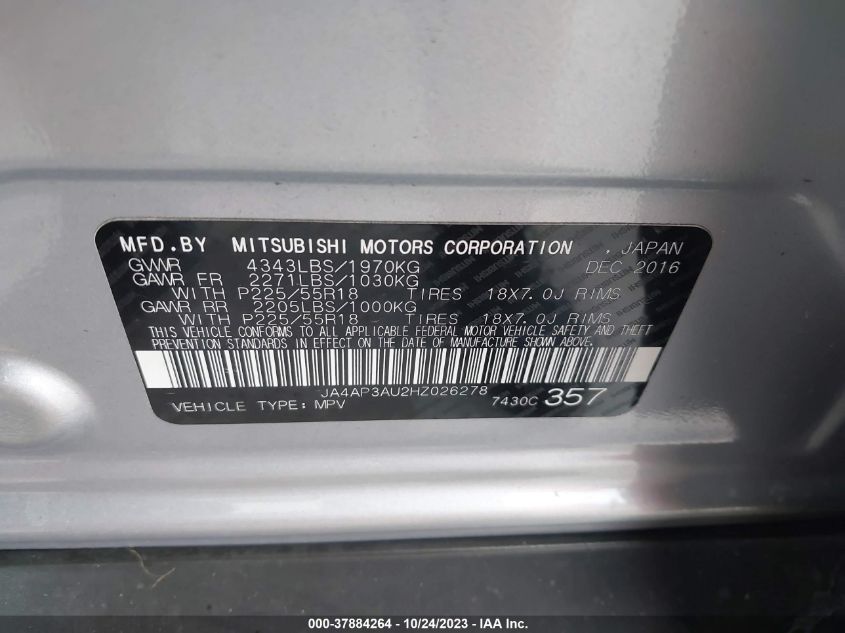 MFD.BY MITSUBISHI MOTORS CORPORATION , JAPAN
GVWR 4343LBS/1970KG DEC 2016
GAWR FR 2271LBS/1030KG
WITH P225/55R18 TIRES 18X7.0J RIMS
GAWR RR 2205LBS/1000KG
WITH P225/55R18 TIRES 18X7.0J RIMS
THIS VEHICLE CONFORMS TO ALL APPLICABLE FEDERAL MOTOR VEHICLE SAFETY AND THEFT
PREVENTION STANDARDS IN EFFECT ON THE DATE OF MANUFACTURE SHOWN ABOVE.
JA4AP3AU2HZ026278
VEHICLE TYPE: MPV 7430C 357
000-37884264 - 10/24/2023 - IAA Inc.